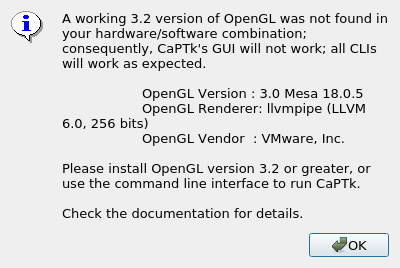 A working 3.2 version of OpenGL was not found in
your hardware/software combination;
consequently, CaPTk's GUI will not work; all CLIs
will work as expected.
OpenGL Version : 3.0 Mesa 18.0.5
OpenGL Renderer: llvmpipe (LLVM
6.0, 256 bits)
OpenGL Vendor  : VMware, Inc.
Please install OpenGL version 3.2 or greater, or
use the command line interface to run CaPTk.
Check the documentation for details.
OK